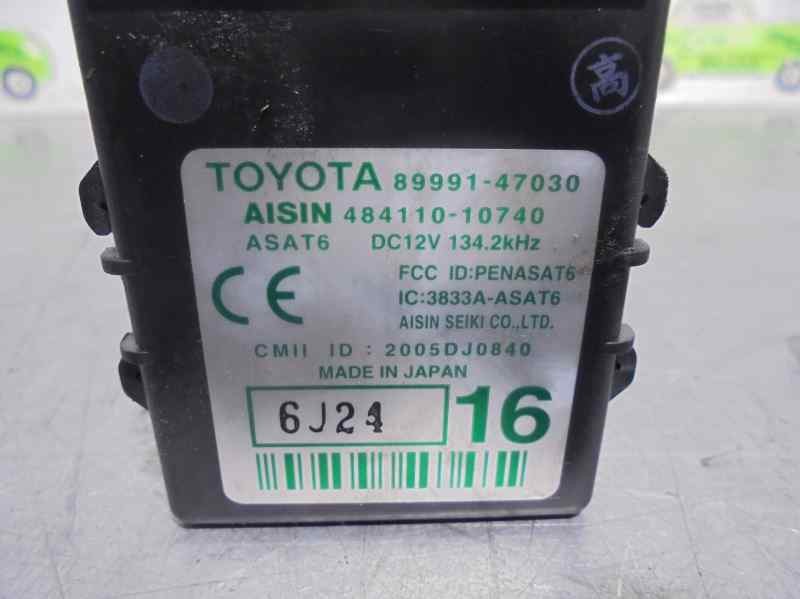 高
TOYOTA 89991-47030
AISIN 484110-10740
ASAT6 DC12V 134.2kHz
CE FCC ID:PENASAT6
IC:3833A-ASAT6
AISIN SEIKI CO.,LTD.
CMII ID : 2005DJ0840
MADE IN JAPAN
6J24 16